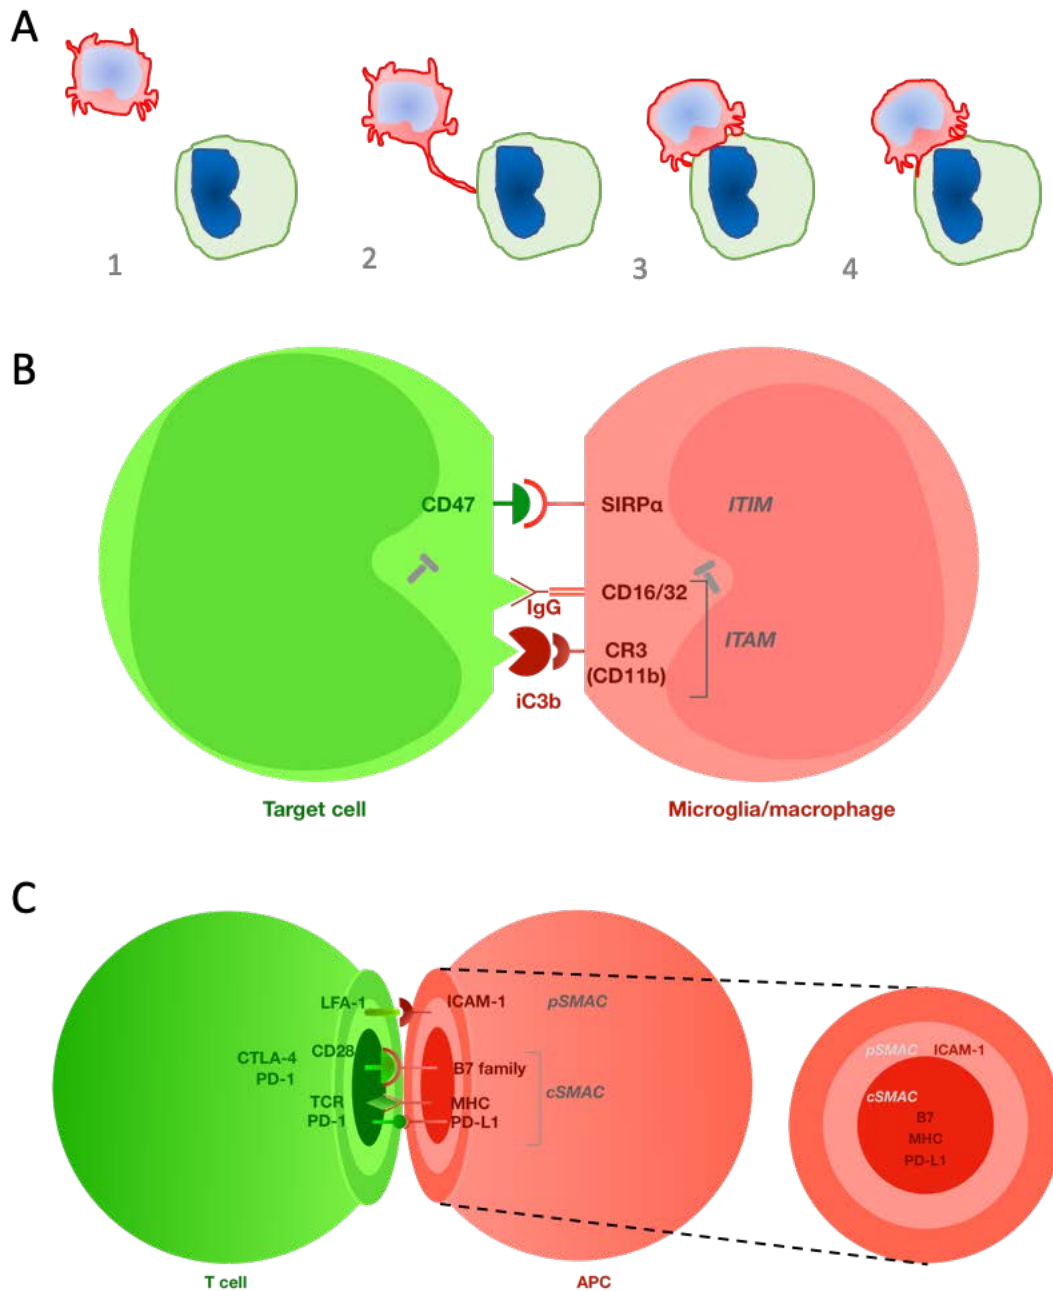 A
1
2
3
4
B
CD47
SIRPα
ITIM
IgG
CD16/32
ITAM
CR3
(CD11b)
iC3b
Target cell
Microglia/macrophage
C
LFA-1
ICAM-1
pSMAC
CD28
CTLA-4
PD-1
B7 family
cSMAC
TCR
MHC
PD-1
PD-L1
pSMAC
ICAM-1
cSMAC
B7
MHC
PD-L1
T cell
APC